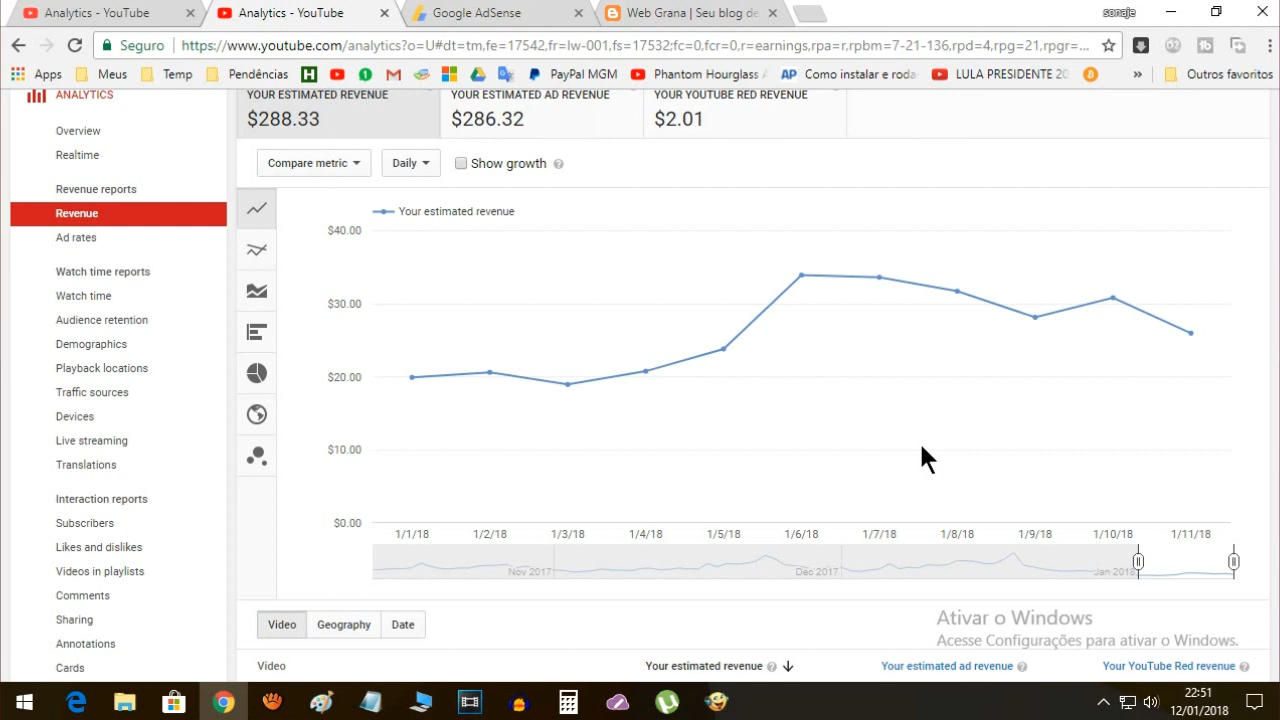 Analytics - YouTube
Analytics - YouTube
Google AdSense
Web Grana | Seu blog de
sonaje
Seguro
https://www.youtube.com/analytics?o=U#dt=tm,fe=17542,fr=lw-001,fs=17532;fc=0,fcr=0,r=earnings,rpa=r,rpbm=7-21-136,rpd=4,rpg=21,rpgr=...
Apps
Meus
Temp
Pendências
PayPal MGM
Phantom Hourglass
Como instalar e roda
LULA PRESIDENTE 20
»
Outros favoritos
ANALYTICS
Overview
Realtime
Revenue reports
Revenue
Ad rates
Watch time reports
Watch time
Audience retention
Demographics
Playback locations
Traffic sources
Devices
Live streaming
Translations
Interaction reports
Subscribers
Likes and dislikes
Videos in playlists
Comments
Sharing
Annotations
Cards
YOUR ESTIMATED REVENUE
$288.33
YOUR ESTIMATED AD REVENUE
$286.32
YOUR YOUTUBE RED REVENUE
$2.01
Compare metric
Daily
Show growth
Your estimated revenue
$40.00
$30.00
$20.00
$10.00
$0.00
1/1/18 1/2/18 1/3/18 1/4/18 1/5/18 1/6/18 1/7/18 1/8/18 1/9/18 1/10/18 1/11/18
Nov 2017 Dec 2017 Jan 2018
Video Geography Date
Ativar o Windows
Acesse Configurações para ativar o Windows.
Video Your estimated revenue Your estimated ad revenue Your YouTube Red revenue
22:51
12/01/2018